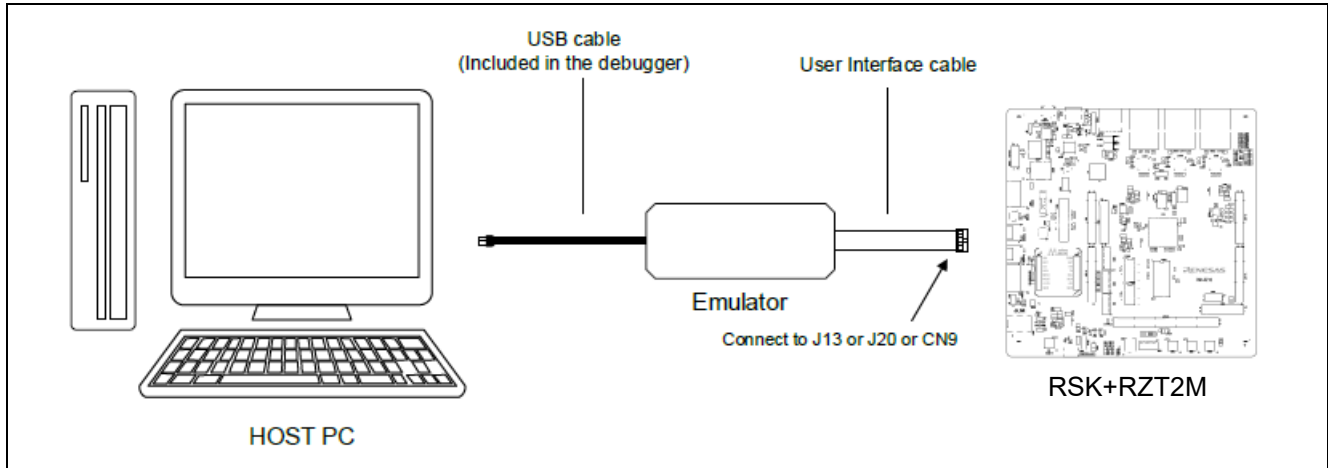 USB cable
(Included in the debugger)
User Interface cable
Emulator
Connect to J13 or J20 or CN9
RENESAS
RSK+RZT2M
HOST PC